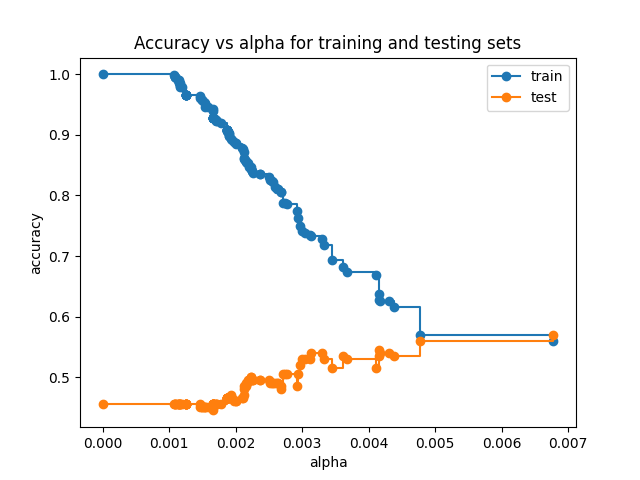 Accuracy vs alpha for training and testing sets
train
test
accuracy
1.0
0.9
0.8
0.7
0.6
0.5
0.000 0.001 0.002 0.003 0.004 0.005 0.006 0.007
alpha